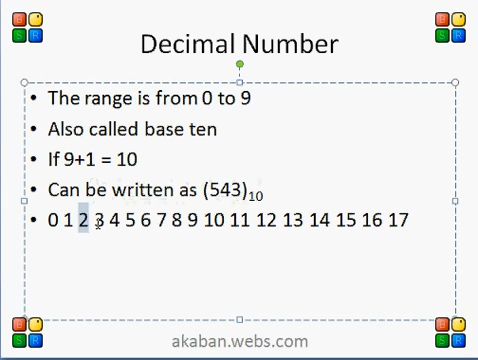 Decimal Number
• The range is from 0 to 9
• Also called base ten
• If 9+1 = 10
• Can be written as (543)₁₀
• 0 1 2 3 4 5 6 7 8 9 10 11 12 13 14 15 16 17
akaban.webs.com